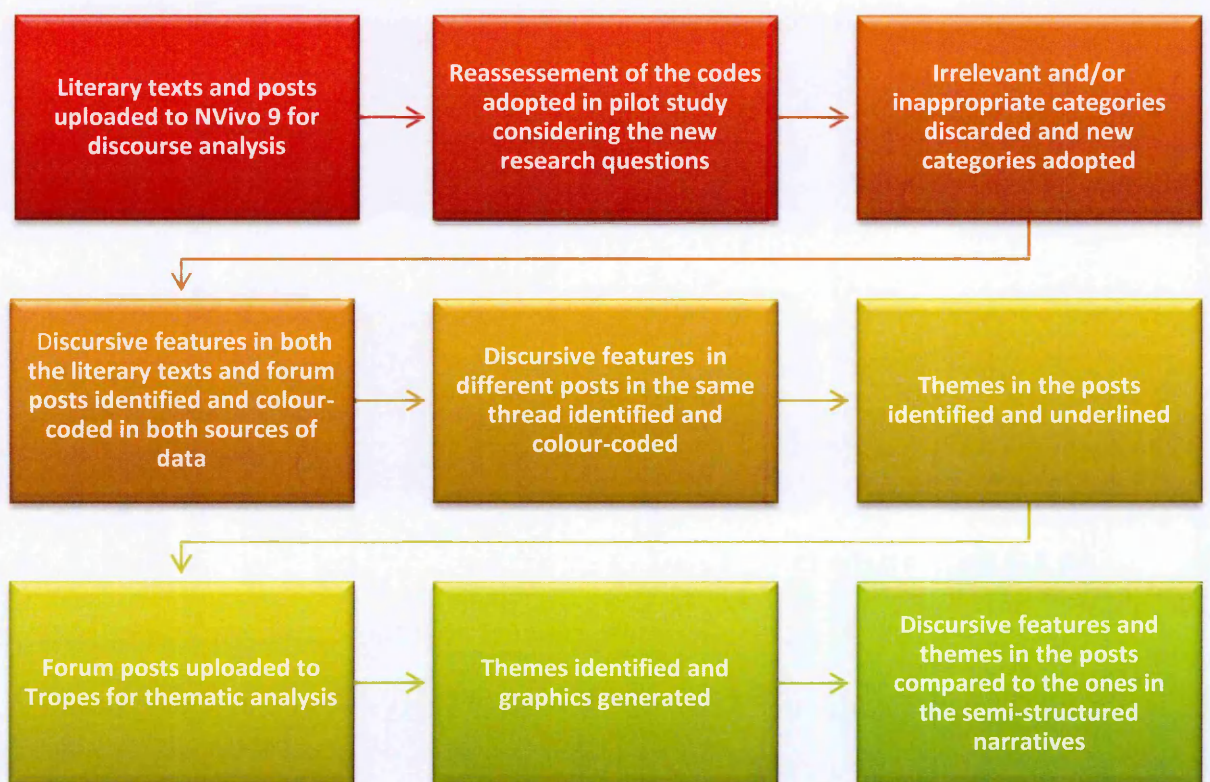 Literary texts and posts
uploaded to NVivo 9 for
discourse analysis
Reassessement of the codes
adopted in pilot study
considering the new
research questions
Irrelevant and/or
inappropriate categories
discarded and new
categories adopted
Discursive features in both
the literary texts and forum
posts identified and colour-
coded in both sources of
data
Discursive features in
different posts in the same
thread identified and
colour-coded
Themes in the posts
identified and underlined
Forum posts uploaded to
Tropes for thematic analysis
Themes identified and
graphics generated
Discursive features and
themes in the posts
compared to the ones in
the semi-structured
narratives